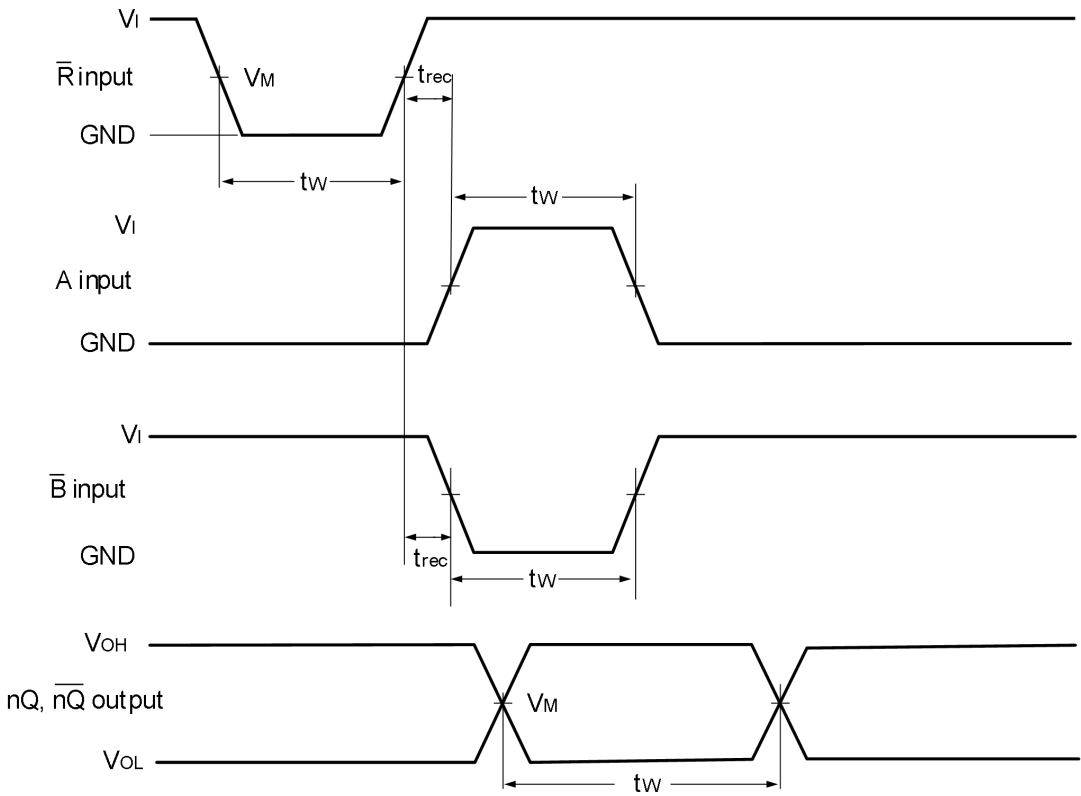 VI
R̅ input
VM
trec
GND
tW
tW
VI
A input
GND
VI
B̅ input
GND
trec
tW
VOH
nQ, n̅Q̅ output
VM
VOL
tW